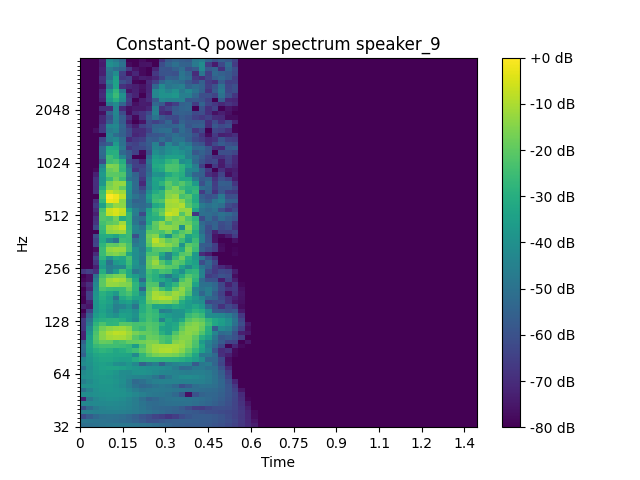 Constant-Q power spectrum speaker_9
Hz
2048
1024
512
256
128
64
32
0 0.15 0.3 0.45 0.6 0.75 0.9 1.1 1.2 1.4
Time
+0 dB
-10 dB
-20 dB
-30 dB
-40 dB
-50 dB
-60 dB
-70 dB
-80 dB